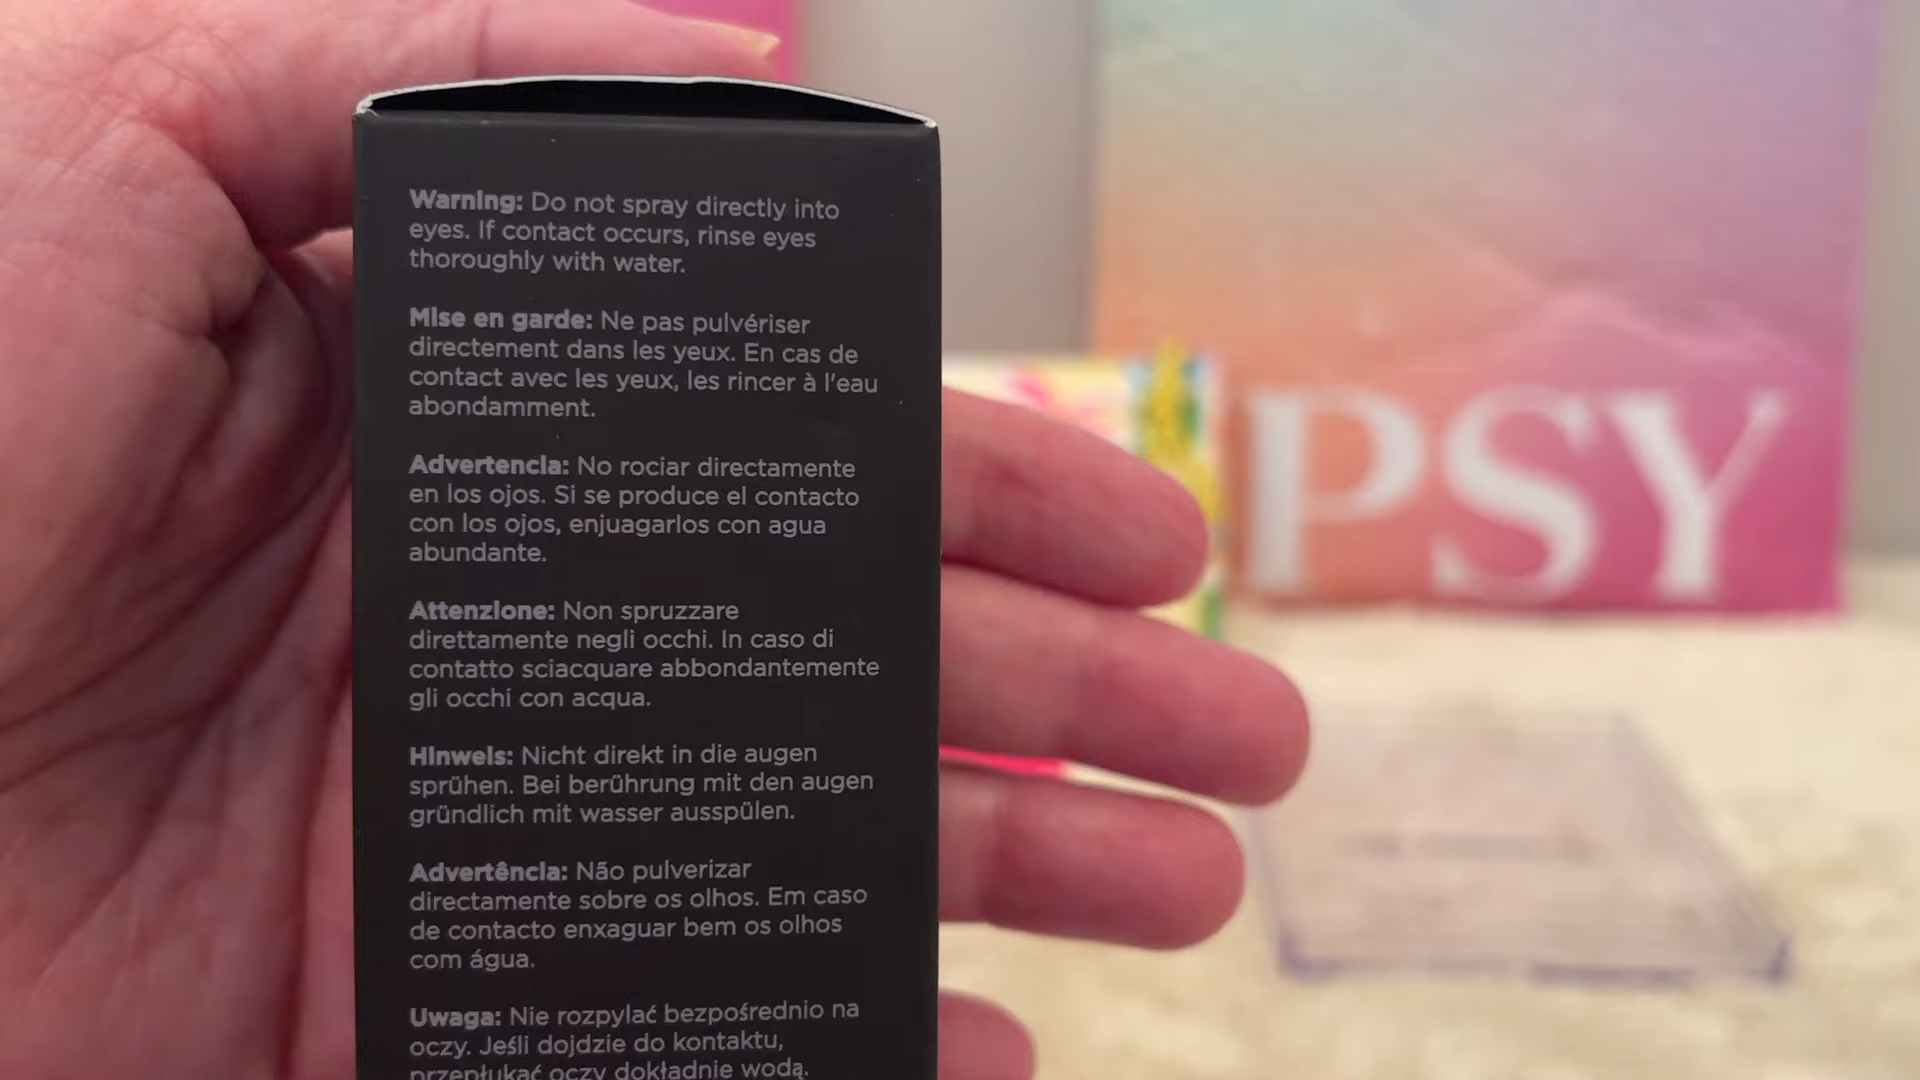 Warning: Do not spray directly into
eyes. If contact occurs, rinse eyes
thoroughly with water.
Mise en garde: Ne pas pulvériser
directement dans les yeux. En cas de
contact avec les yeux, les rincer à l'eau
abondamment.
Advertencia: No rociar directamente
en los ojos. Si se produce el contacto
con los ojos, enjuagarlos con agua
abundante.
Attenzione: Non spruzzare
direttamente negli occhi. In caso di
contatto sciacquare abbondantemente
gli occhi con acqua.
Hinweis: Nicht direkt in die augen
sprühen. Bei berührung mit den augen
gründlich mit wasser ausspülen.
Advertência: Não pulverizar
directamente sobre os olhos. Em caso
de contacto enxaguar bem os olhos
com água.
Uwaga: Nie rozpylać bezpośrednio na
oczy. Jeśli dojdzie do kontaktu,
przepłukać oczy dokładnie wodą.
PSY